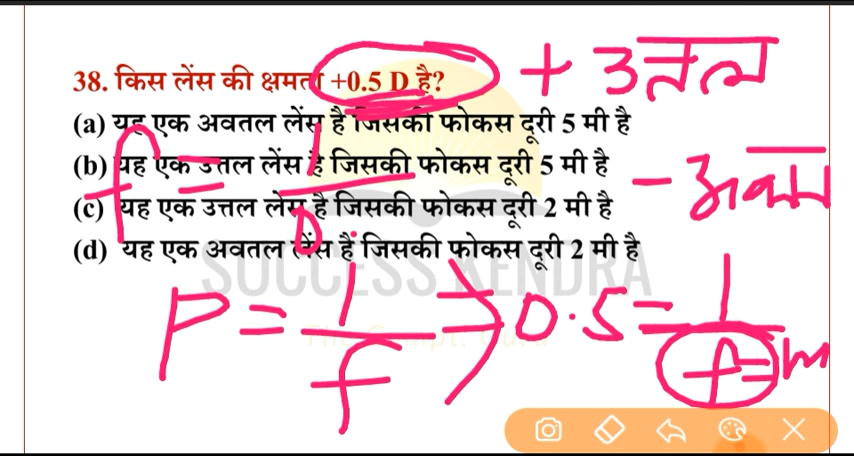 38. किस लेंस की क्षमता +0.5 D है?
+ उत्तल
(a) यह एक अवतल लेंस है जिसकी फोकस दूरी 5 मी है
(b) यह एक उत्तल लेंस है जिसकी फोकस दूरी 5 मी है
- अवतल
(c) यह एक उत्तल लेंस है जिसकी फोकस दूरी 2 मी है
(d) यह एक अवतल लेंस है जिसकी फोकस दूरी 2 मी है
f = 1/D
SUCCESS KENDRA
P = 1/f → 0.5 = 1/f = m